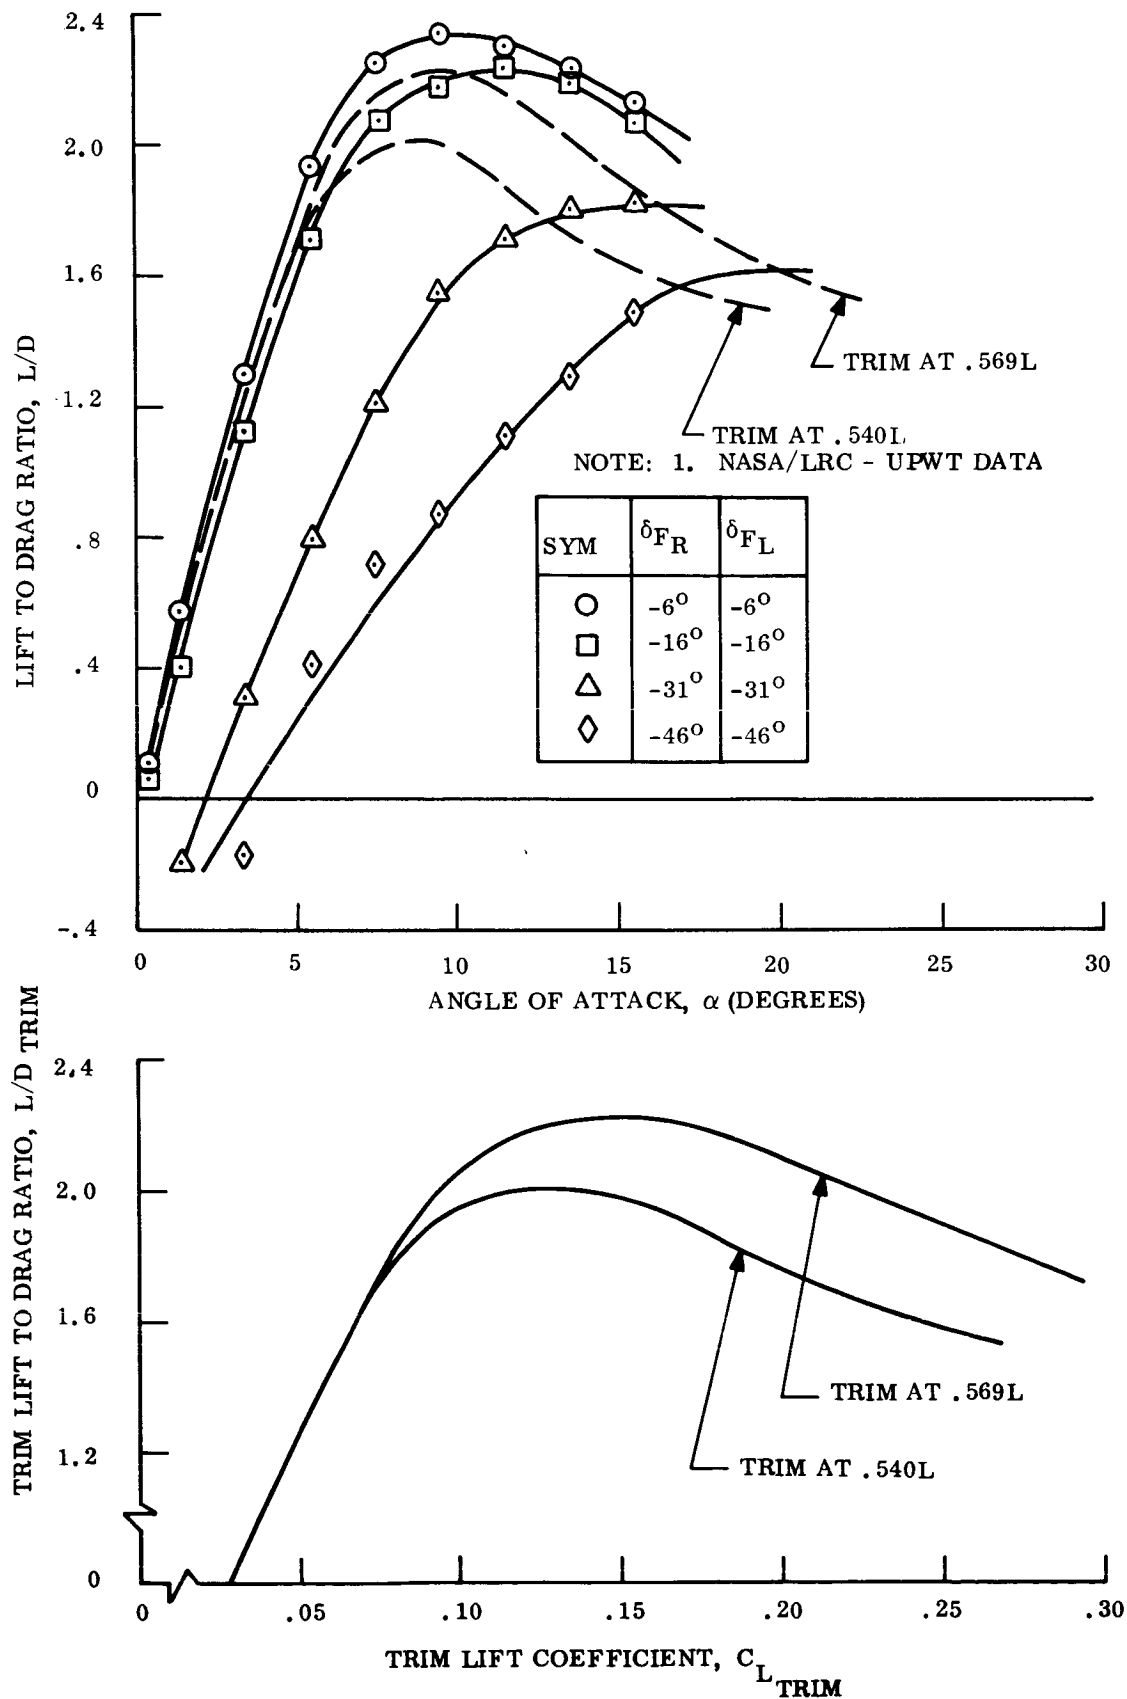 2.4
2.0
1.6
1.2
.8
.4
0
-.4
LIFT TO DRAG RATIO, L/D
TRIM AT .569L
TRIM AT .540L
NOTE: 1. NASA/LRC - UPWT DATA
SYM δFR δFL
-6° -6°
-16° -16°
-31° -31°
-46° -46°
0 5 10 15 20 25 30
ANGLE OF ATTACK, α (DEGREES)
2.4
2.0
1.6
1.2
0
TRIM LIFT TO DRAG RATIO, L/D TRIM
TRIM AT .569L
TRIM AT .540L
0 .05 .10 .15 .20 .25 .30
TRIM LIFT COEFFICIENT, CL TRIM